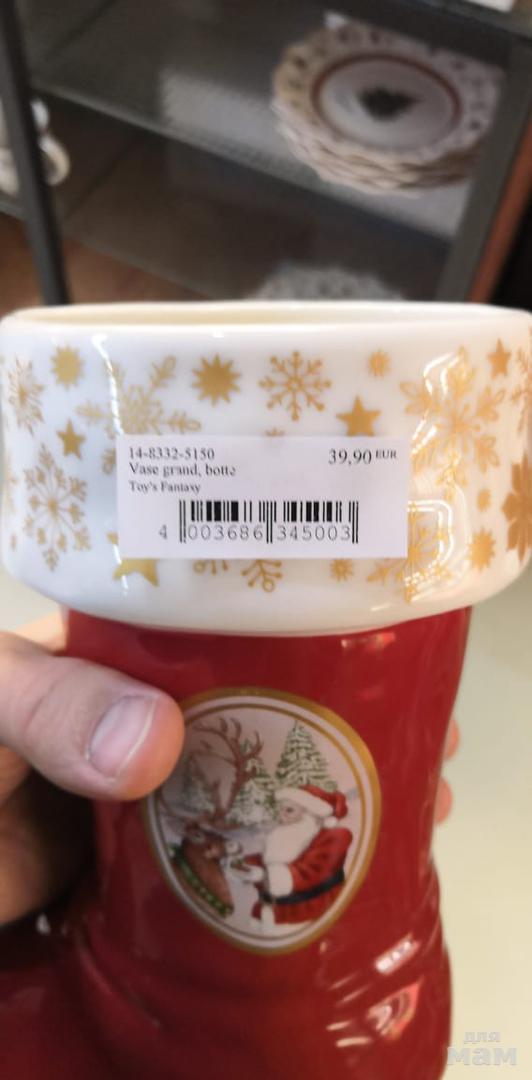 14-8332-5150
39,90 EUR
Vase grand, botte
Toy's Fantasy
4 003686 345003
для
мам